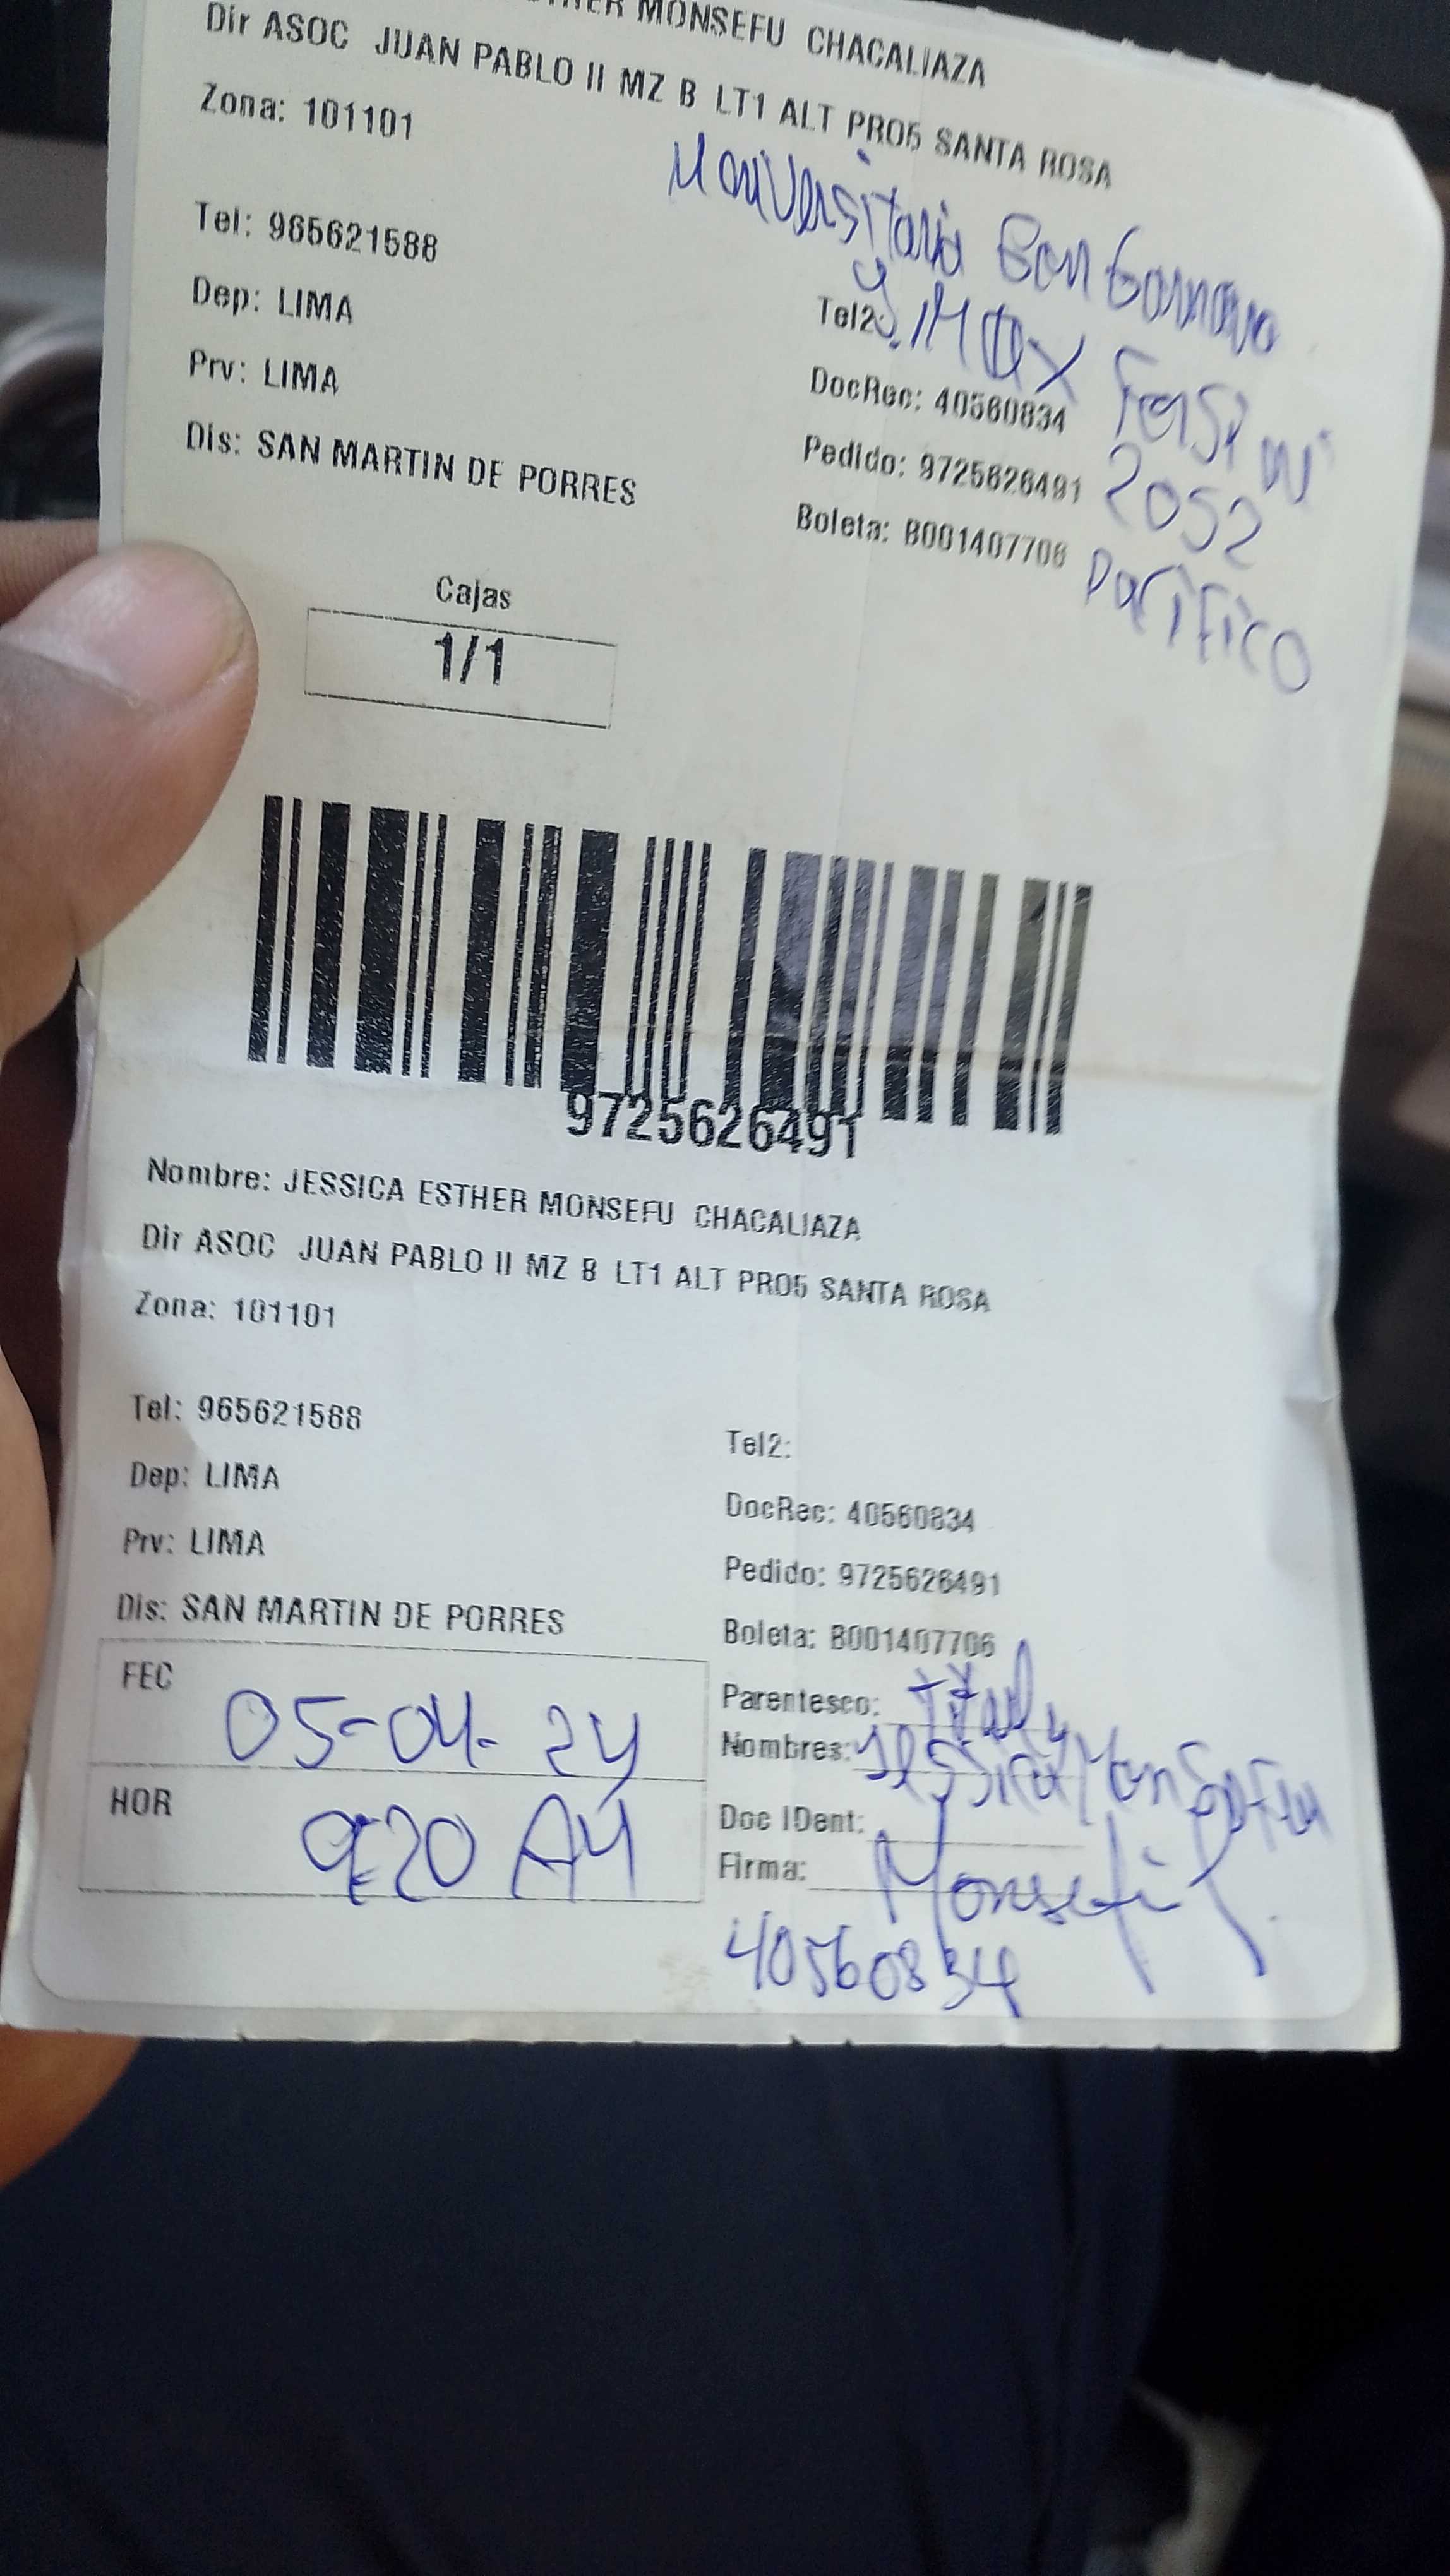 MONSEFU CHACALIAZA
Dir ASOC JUAN PABLO II MZ B LT1 ALT PRO5 SANTA ROSA
Zona: 101101
Tel: 965621588
Tel2:
Dep: LIMA
DocRec: 40560834
Prv: LIMA
Pedido: 9725626491
2052
Dis: SAN MARTIN DE PORRES
Boleta: B001407706
Pacifico
Cajas
1/1
9725626491
Nombre: JESSICA ESTHER MONSEFU CHACALIAZA
Dir ASOC JUAN PABLO II MZ B LT1 ALT PRO5 SANTA ROSA
Zona: 101101
Tel: 965621588
Tel2:
Dep: LIMA
DocRec: 40560834
Prv: LIMA
Pedido: 9725626491
Dis: SAN MARTIN DE PORRES
Boleta: B001407706
FEC 05-04-24
Parentesco:
Nombres: Jessica Monsefu
HOR 9:20 AM
Doc IDent:
Firma: Monsefu
40560834